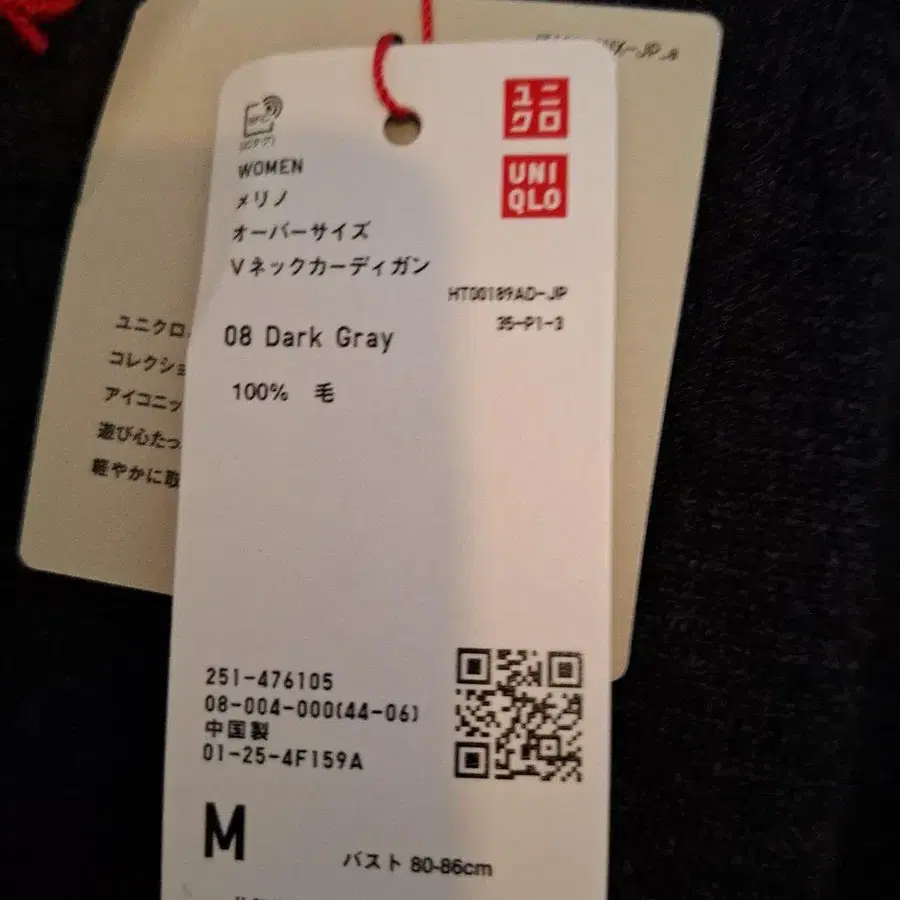 ユニ
クロ
UNI
QLO
WOMEN
メリノ
オーバーサイズ
Vネックカーディガン
HT00189AD-JP
35-P1-3
08 Dark Gray
100% 毛
251-476105
08-004-000(44-06)
中国製
01-25-4F159A
M
バスト 80-86cm
ユニクロ
コレクショ
アイコニッ
遊び心たっ
軽やかに取